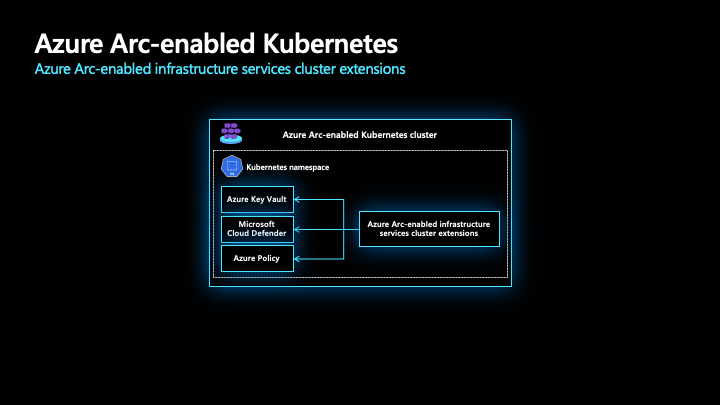 Azure Arc-enabled Kubernetes
Azure Arc-enabled infrastructure services cluster extensions
Azure Arc-enabled Kubernetes cluster
Kubernetes namespace
Azure Key Vault
Microsoft
Cloud Defender
Azure Policy
Azure Arc-enabled infrastructure
services cluster extensions